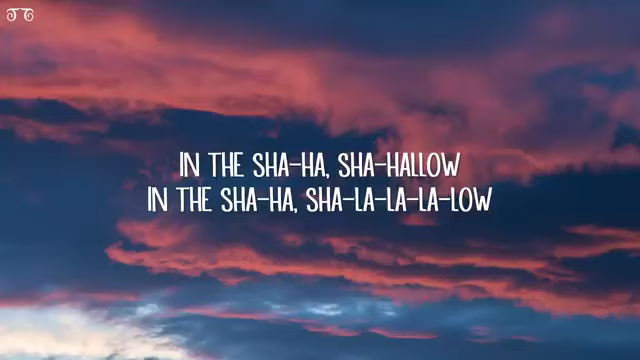 IN THE SHA-HA, SHA-HALLOW
IN THE SHA-HA, SHA-LA-LA-LA-LOW